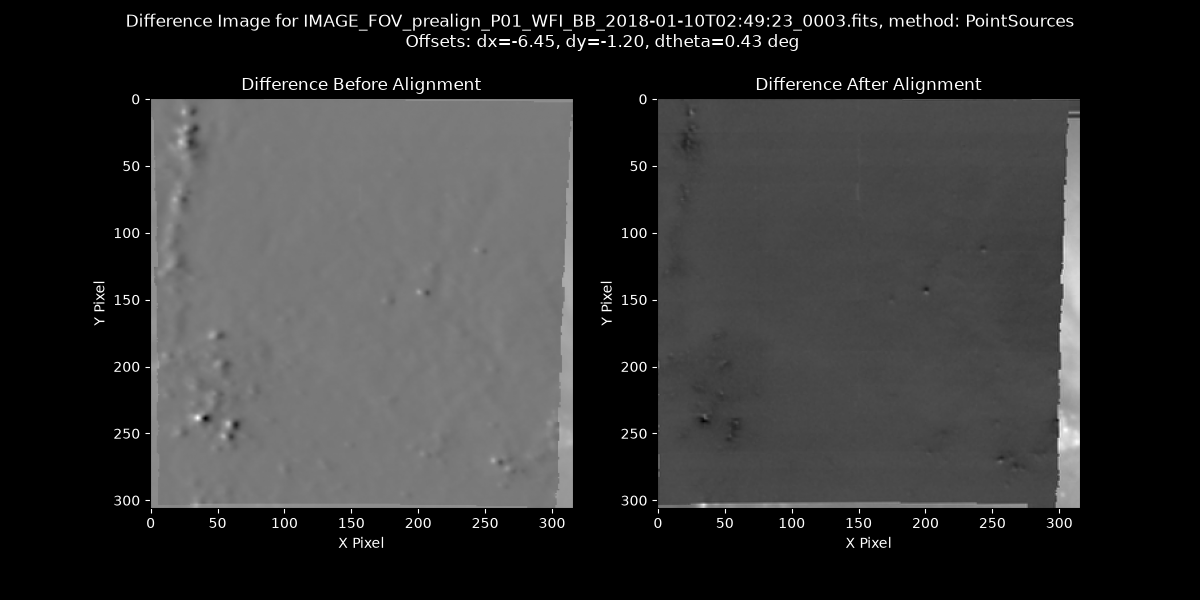 Difference Image for IMAGE_FOV_prealign_P01_WFI_BB_2018-01-10T02:49:23_0003.fits, method: PointSources
Offsets: dx=-6.45, dy=-1.20, dtheta=0.43 deg
Difference Before Alignment
0
50
100
150
200
250
300
Y Pixel
0 50 100 150 200 250 300
X Pixel
Difference After Alignment
0
50
100
150
200
250
300
Y Pixel
0 50 100 150 200 250 300
X Pixel